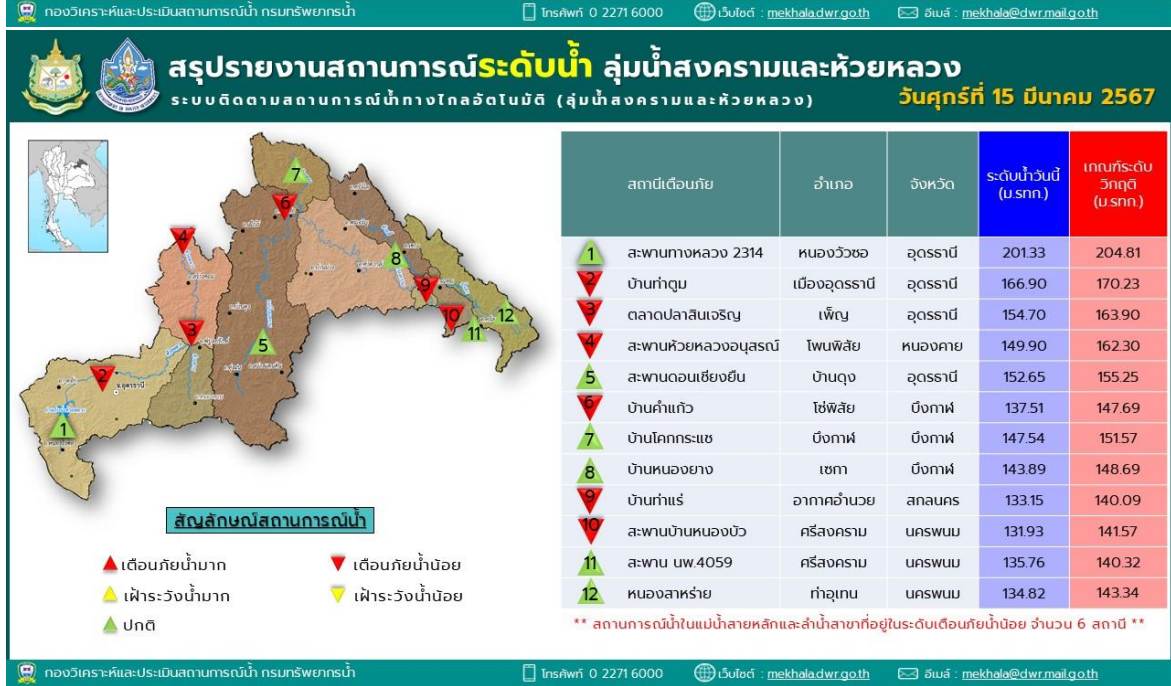 กองวิเคราะห์และประเมินสถานการณ์น้ำ กรมทรัพยากรน้ำ โทรศัพท์ 0 2271 6000 เว็บไซต์ : mekhala.dwr.go.th อีเมล์ : mekhala@dwr.mail.go.th
สรุปรายงานสถานการณ์ระดับน้ำ ลุ่มน้ำสงครามและห้วยหลวง
ระบบติดตามสถานการณ์น้ำทางไกลอัตโนมัติ (ลุ่มน้ำสงครามและห้วยหลวง) วันศุกร์ที่ 15 มีนาคม 2567
สถานีเตือนภัย อำเภอ จังหวัด ระดับน้ำวันนี้ (ม.รทก.) เกณฑ์ระดับวิกฤติ (ม.รทก.)
1 สะพานทางหลวง 2314 หนองวัวซอ อุดรธานี 201.33 204.81
2 บ้านท่าตูม เมืองอุดรธานี อุดรธานี 166.90 170.23
3 ตลาดปลาสินเจริญ เพ็ญ อุดรธานี 154.70 163.90
4 สะพานห้วยหลวงอนุสรณ์ โพนพิสัย หนองคาย 149.90 162.30
5 สะพานดอนเชียงยืน บ้านดุง อุดรธานี 152.65 155.25
6 บ้านคำแก้ว โซ่พิสัย บึงกาฬ 137.51 147.69
7 บ้านโคกกระแซ บึงกาฬ บึงกาฬ 147.54 151.57
8 บ้านหนองยาง เซกา บึงกาฬ 143.89 148.69
9 บ้านท่าแร่ อากาศอำนวย สกลนคร 133.15 140.09
10 สะพานบ้านหนองบัว ศรีสงคราม นครพนม 131.93 141.57
11 สะพาน นพ.4059 ศรีสงคราม นครพนม 135.76 140.32
12 หนองสาหร่าย ท่าอุเทน นครพนม 134.82 143.34
** สถานการณ์น้ำในแม่น้ำสายหลักและลำน้ำสาขาที่อยู่ในระดับเตือนภัยน้ำน้อย จำนวน 6 สถานี **
7
6
4
8
9
10
12
11
3
5
2
อ.อุดรธานี
1
สัญลักษณ์สถานการณ์น้ำ
เตือนภัยน้ำมาก เตือนภัยน้ำน้อย
เฝ้าระวังน้ำมาก เฝ้าระวังน้ำน้อย
ปกติ
กองวิเคราะห์และประเมินสถานการณ์น้ำ กรมทรัพยากรน้ำ โทรศัพท์ 0 2271 6000 เว็บไซต์ : mekhala.dwr.go.th อีเมล์ : mekhala@dwr.mail.go.th